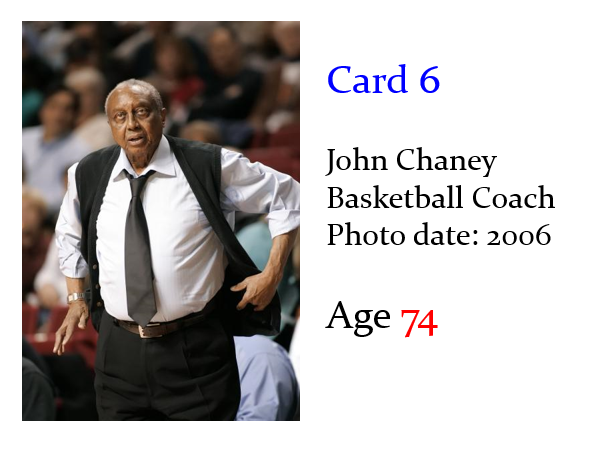 Card 6
John Chaney
Basketball Coach
Photo date: 2006
Age 74